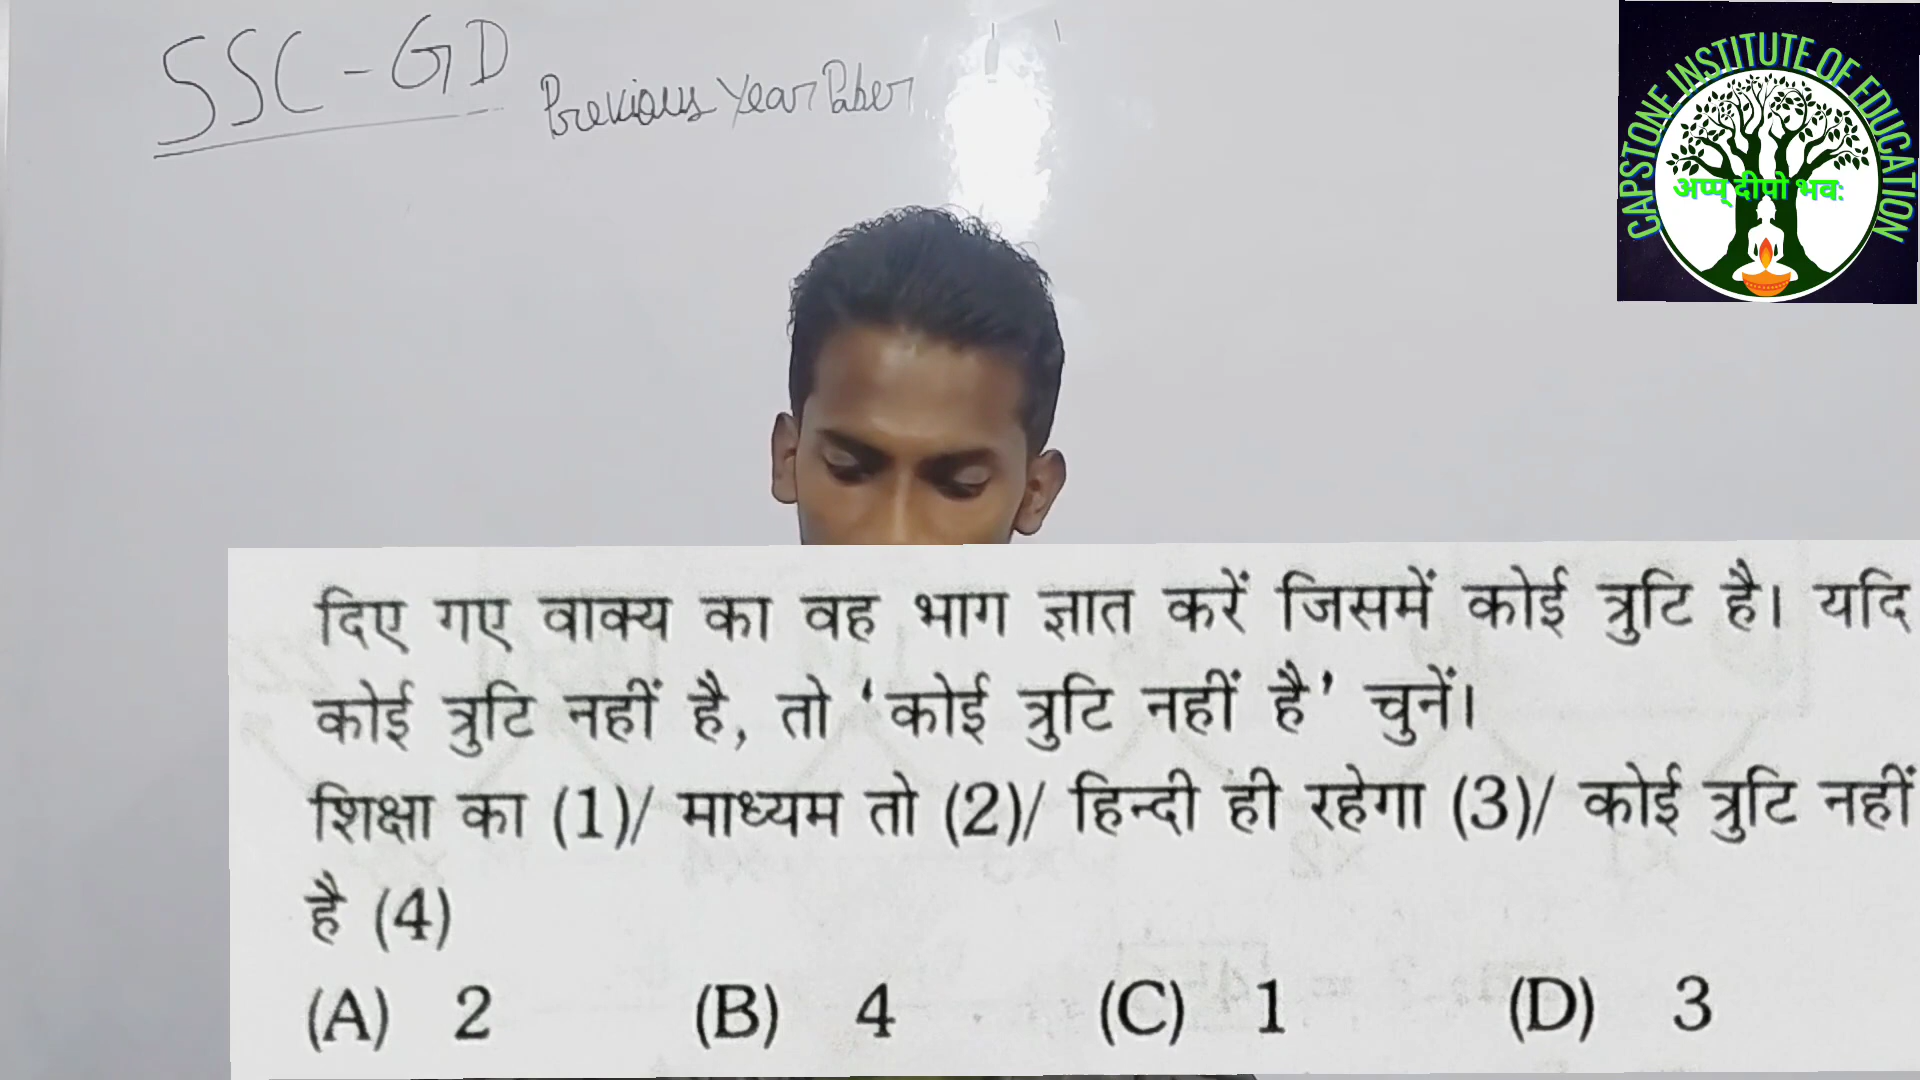 SSC - GD Previous Year Paber
CAPSTONE INSTITUTE OF EDUCATION
अप्प् दीपो भवः
दिए गए वाक्य का वह भाग ज्ञात करें जिसमें कोई त्रुटि है। यदि
कोई त्रुटि नहीं है, तो ‘कोई त्रुटि नहीं है’ चुनें।
शिक्षा का (1)/ माध्यम तो (2)/ हिन्दी ही रहेगा (3)/ कोई त्रुटि नहीं
है (4)
(A) 2 (B) 4 (C) 1 (D) 3